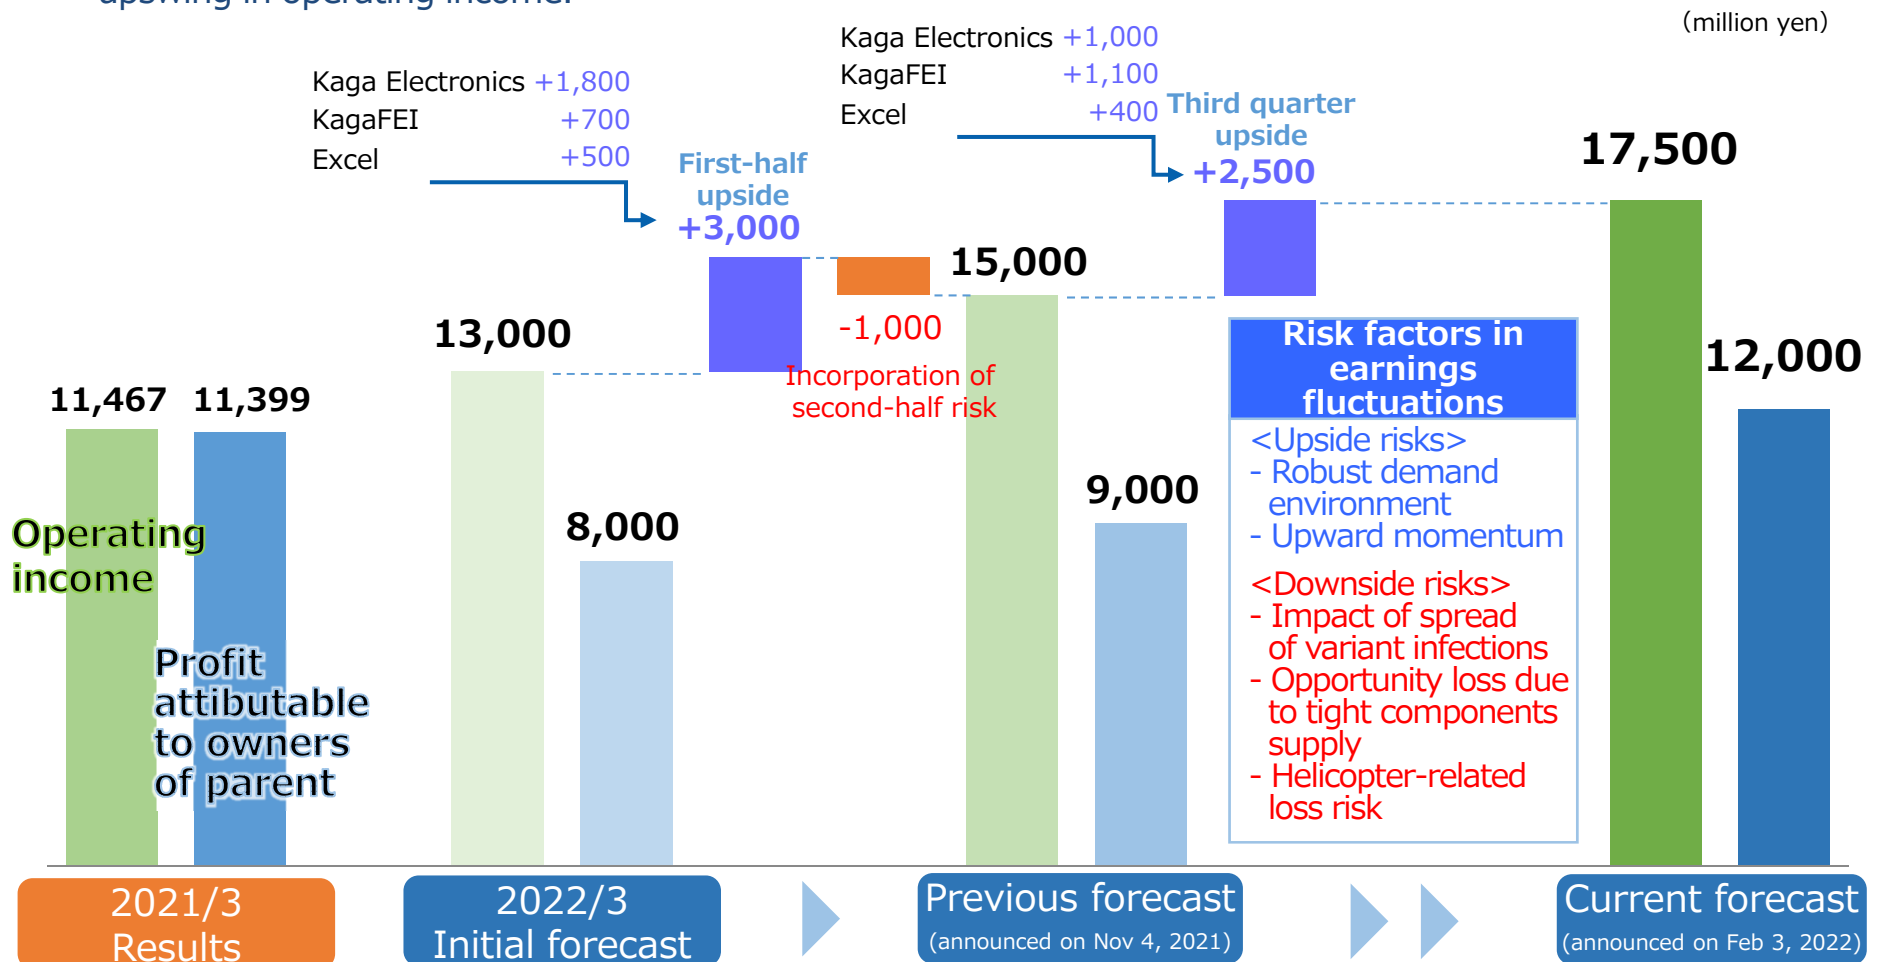 upswing in operating income.
(million yen)
Kaga Electronics +1,800
KagaFEI +700
Excel +500
First-half
upside
+3,000
Kaga Electronics +1,000
KagaFEI +1,100
Excel +400
Third quarter
upside
+2,500
11,467 11,399
13,000
8,000
-1,000
Incorporation of
second-half risk
15,000
9,000
17,500
12,000
Operating
income
Profit
attibutable
to owners
of parent
Risk factors in
earnings
fluctuations
<Upside risks>
- Robust demand
environment
- Upward momentum
<Downside risks>
- Impact of spread
of variant infections
- Opportunity loss due
to tight components
supply
- Helicopter-related
loss risk
2021/3
Results
2022/3
Initial forecast
Previous forecast
(announced on Nov 4, 2021)
Current forecast
(announced on Feb 3, 2022)